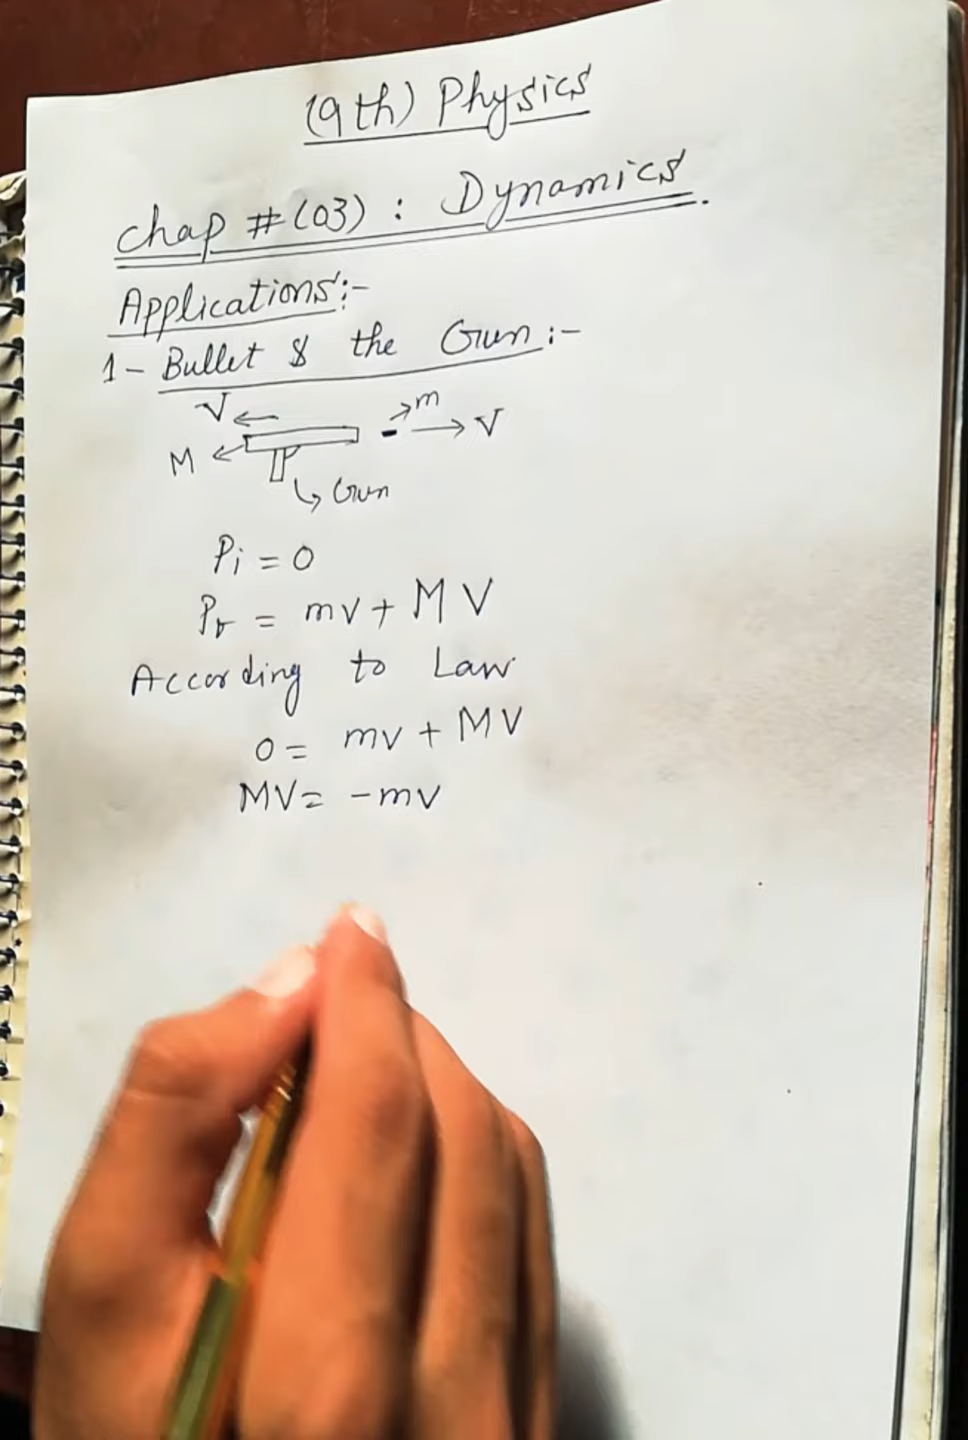 (9th) Physics
Chap #(03) : Dynamics.
Applications:-
1- Bullet & the Gun:-
V m V
M
Gun
Pi = 0
Pf = mv + MV
According to Law
0 = mv + MV
MV = -mv